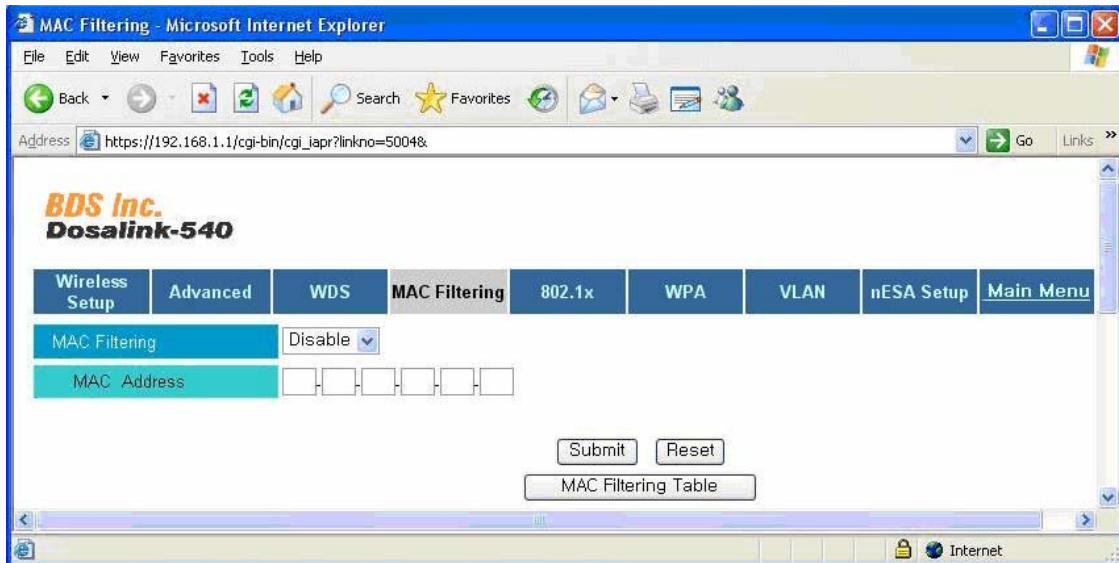 MAC Filtering - Microsoft Internet Explorer
File Edit View Favorites Tools Help
Back Search Favorites
Address https://192.168.1.1/cgi-bin/cgi_iapr?linkno=5004& Go Links »
BDS Inc.
Dosalink-540
Wireless Setup Advanced WDS MAC Filtering 802.1x WPA VLAN nESA Setup Main Menu
MAC Filtering Disable
MAC Address - - - - -
Submit Reset
MAC Filtering Table
Internet